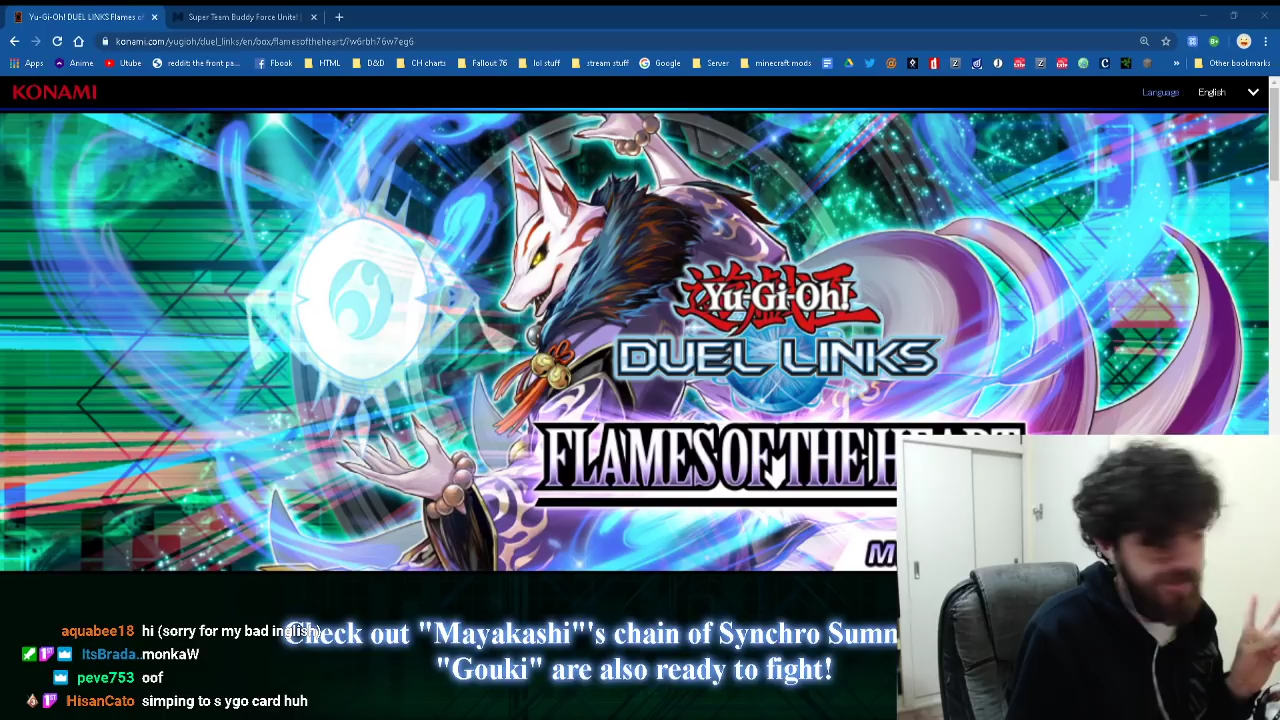 Yu-Gi-Oh! DUEL LINKS Flames of
Super Team Buddy Force Unite!
konami.com/yugioh/duel_links/en/box/flamesoftheheart/?w6rbh76w7eg6
Apps
Anime
Utube
reddit: the front pa...
Fbook
HTML
D&D
CH charts
Fallout 76
lol stuff
stream stuff
Google
Server
minecraft mods
Other bookmarks
KONAMI
Language
English
Yu-Gi-Oh!
DUEL LINKS
FLAMES OF THE HEART
M
Check out "Mayakashi"'s chain of Synchro Summ
"Gouki" are also ready to fight!
aquabee18 hi (sorry for my bad inglish)
ItsBrada.. monkaW
peve753 oof
HisanCato simping to s ygo card huh